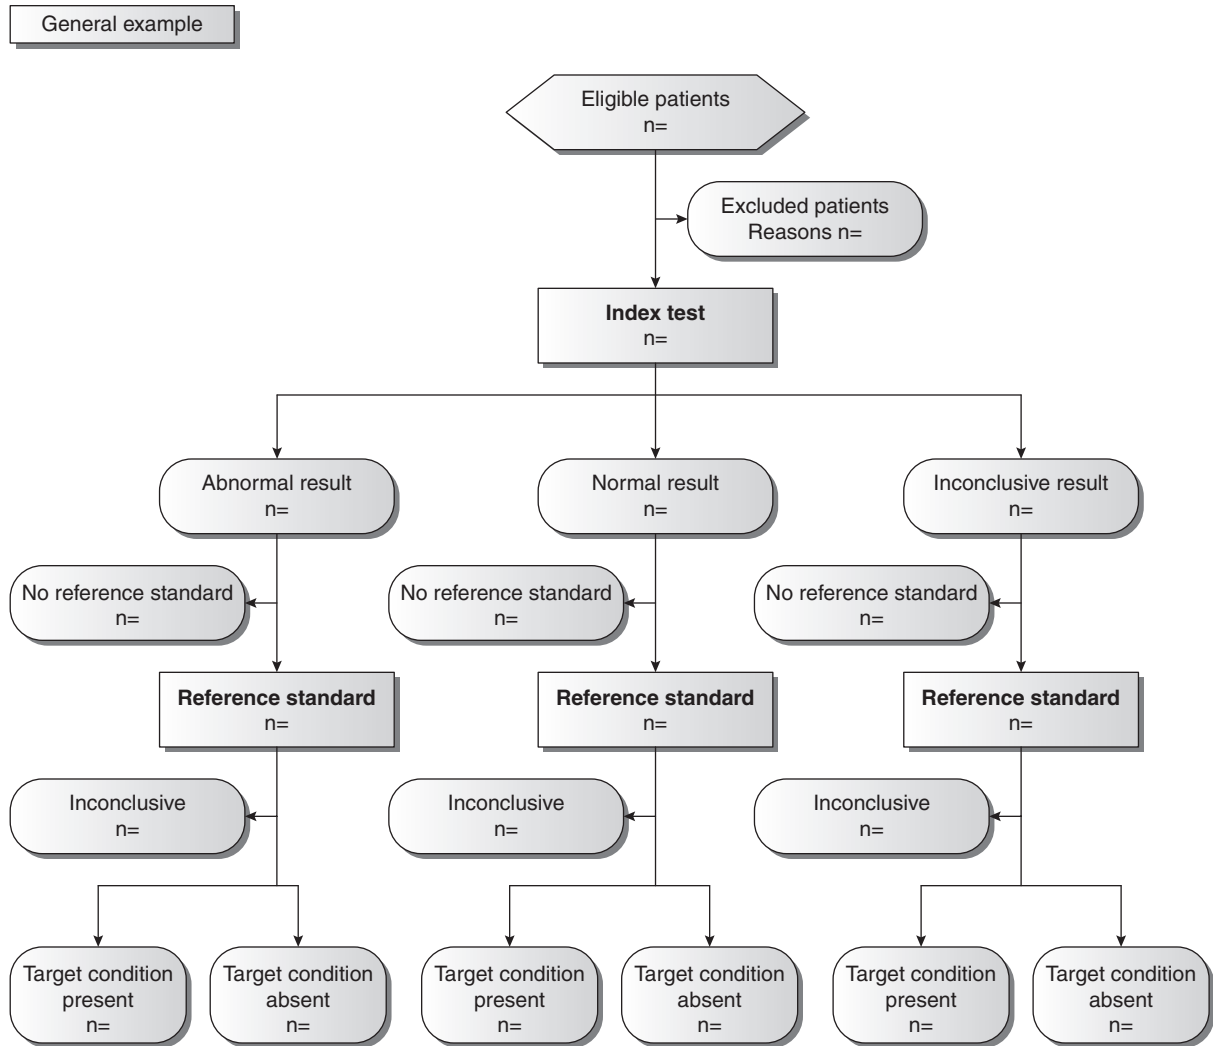 General example
Eligible patients
n=
Excluded patients
Reasons n=
Index test
n=
Abnormal result
n=
Normal result
n=
Inconclusive result
n=
No reference standard
n=
No reference standard
n=
No reference standard
n=
Reference standard
n=
Reference standard
n=
Reference standard
n=
Inconclusive
n=
Inconclusive
n=
Inconclusive
n=
Target condition
present
n=
Target condition
absent
n=
Target condition
present
n=
Target condition
absent
n=
Target condition
present
n=
Target condition
absent
n=